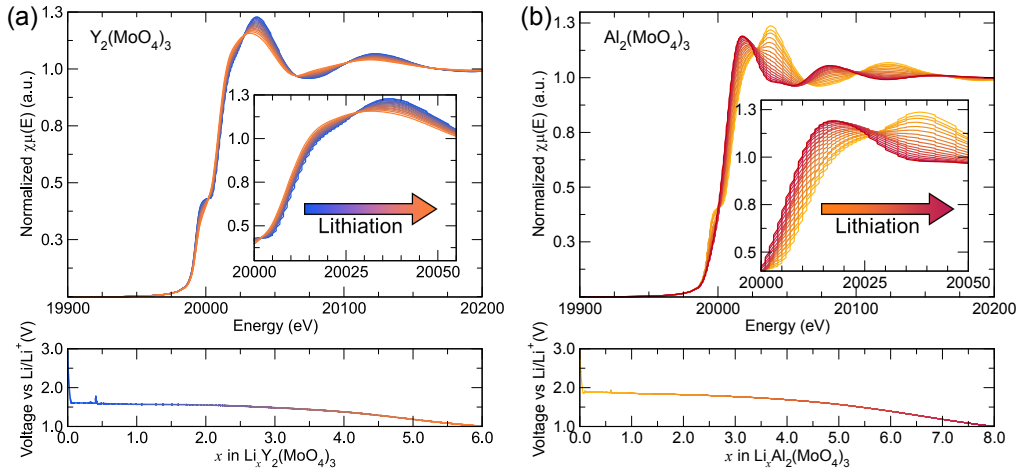 (a)
Y₂(MoO₄)₃
Normalized χμ(E) (a.u.)
1.3
1.0
0.8
0.5
0.3
1.2
1.0
0.8
0.5
Lithiation
20000 20025 20050
19900 20000 20100 20200
Energy (eV)
Voltage vs Li/Li⁺(V)
3.0
2.0
1.0
0.0 1.0 2.0 3.0 4.0 5.0 6.0
x in LiₓY₂(MoO₄)₃
(b)
Al₂(MoO₄)₃
Normalized χμ(E) (a.u.)
1.3
1.0
0.8
0.5
0.3
1.2
1.0
0.8
0.5
Lithiation
20000 20025 20050
19900 20000 20100 20200
Energy (eV)
Voltage vs Li/Li⁺(V)
3.0
2.0
1.0
0.0 1.0 2.0 3.0 4.0 5.0 6.0 7.0 8.0
x in LiₓAl₂(MoO₄)₃